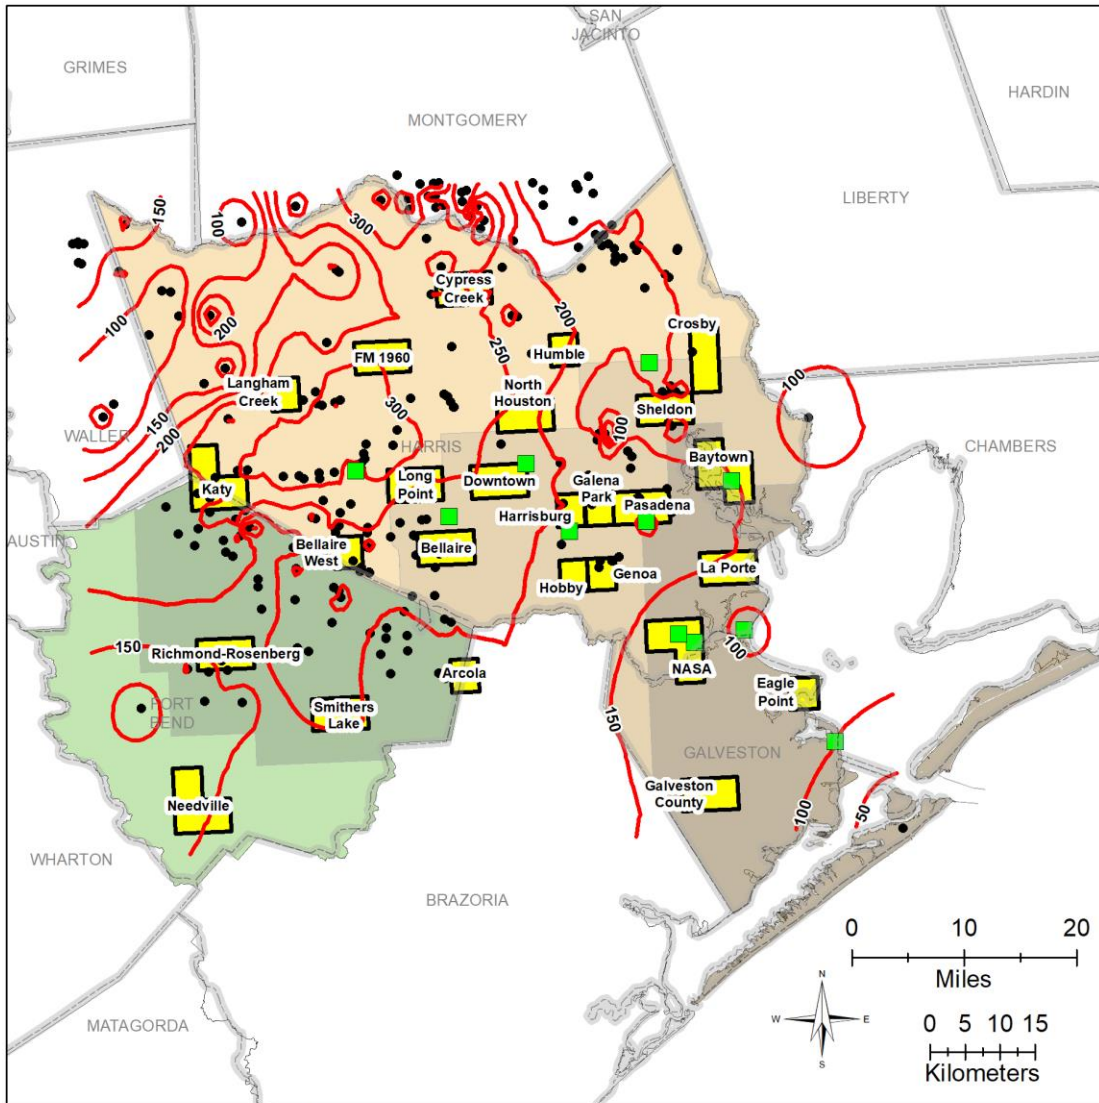 SAN
JACINTO
GRIMES
HARDIN
MONTGOMERY
LIBERTY
150
100
300
Cypress
Creek
100
200
200
Crosby
250
Humble
FM 1960
100
Langham
Creek
North
Houston
300
Sheldon
150
100
WALLER
200
HARRIS
CHAMBERS
Baytown
Long
Point
Downtown
Katy
Galena
Park
Pasadena
Harrisburg
AUSTIN
Bellaire
West
Bellaire
La Porte
Genoa
Hobby
150
Richmond-Rosenberg
100
NASA
Arcola
Eagle
Point
FORT
BEND
Smithers
Lake
150
GALVESTON
Galveston
County
Needville
100
50
WHARTON
BRAZORIA
0 10 20
Miles
N
W E
S
MATAGORDA
0 5 10 15
Kilometers